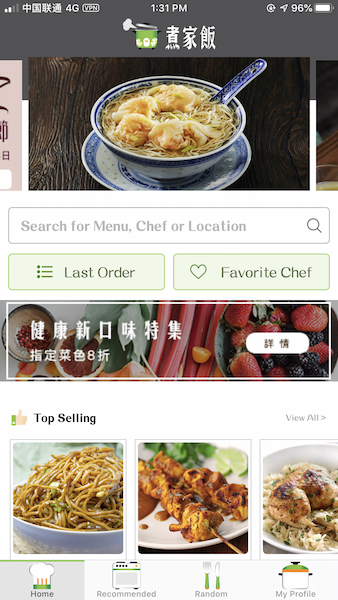 中国联通 4G VPN 1:31 PM 96%
煮家飯
節
日
Search for Menu, Chef or Location
Last Order Favorite Chef
健康新口味特集
指定菜色8折
詳情
Top Selling View All >
Home Recommended Random My Profile